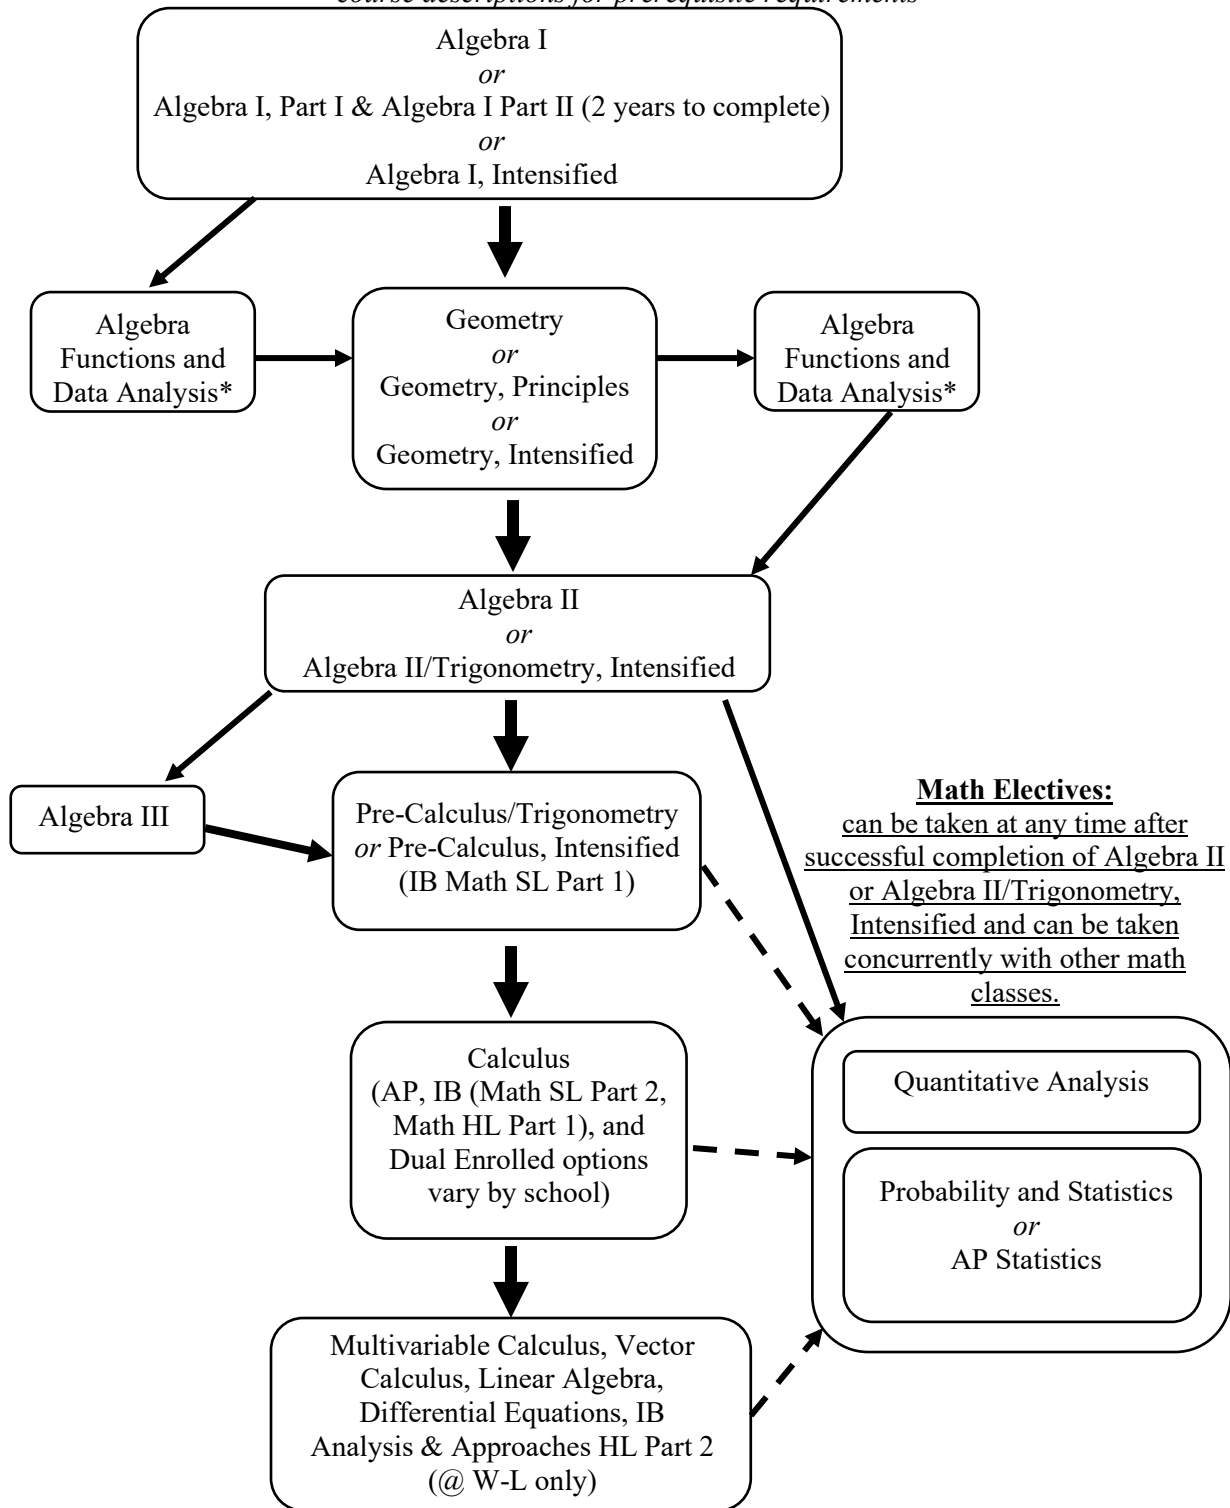 course descriptions for prerequisite requirements
Algebra I
or
Algebra I, Part I & Algebra I Part II (2 years to complete)
or
Algebra I, Intensified
Algebra
Functions and
Data Analysis*
Geometry
or
Geometry, Principles
or
Geometry, Intensified
Algebra
Functions and
Data Analysis*
Algebra II
or
Algebra II/Trigonometry, Intensified
Algebra III
Pre-Calculus/Trigonometry
or Pre-Calculus, Intensified
(IB Math SL Part 1)
Math Electives:
can be taken at any time after
successful completion of Algebra II
or Algebra II/Trigonometry,
Intensified and can be taken
concurrently with other math
classes.
Calculus
(AP, IB (Math SL Part 2,
Math HL Part 1), and
Dual Enrolled options
vary by school)
Quantitative Analysis
Probability and Statistics
or
AP Statistics
Multivariable Calculus, Vector
Calculus, Linear Algebra,
Differential Equations, IB
Analysis & Approaches HL Part 2
(@ W-L only)